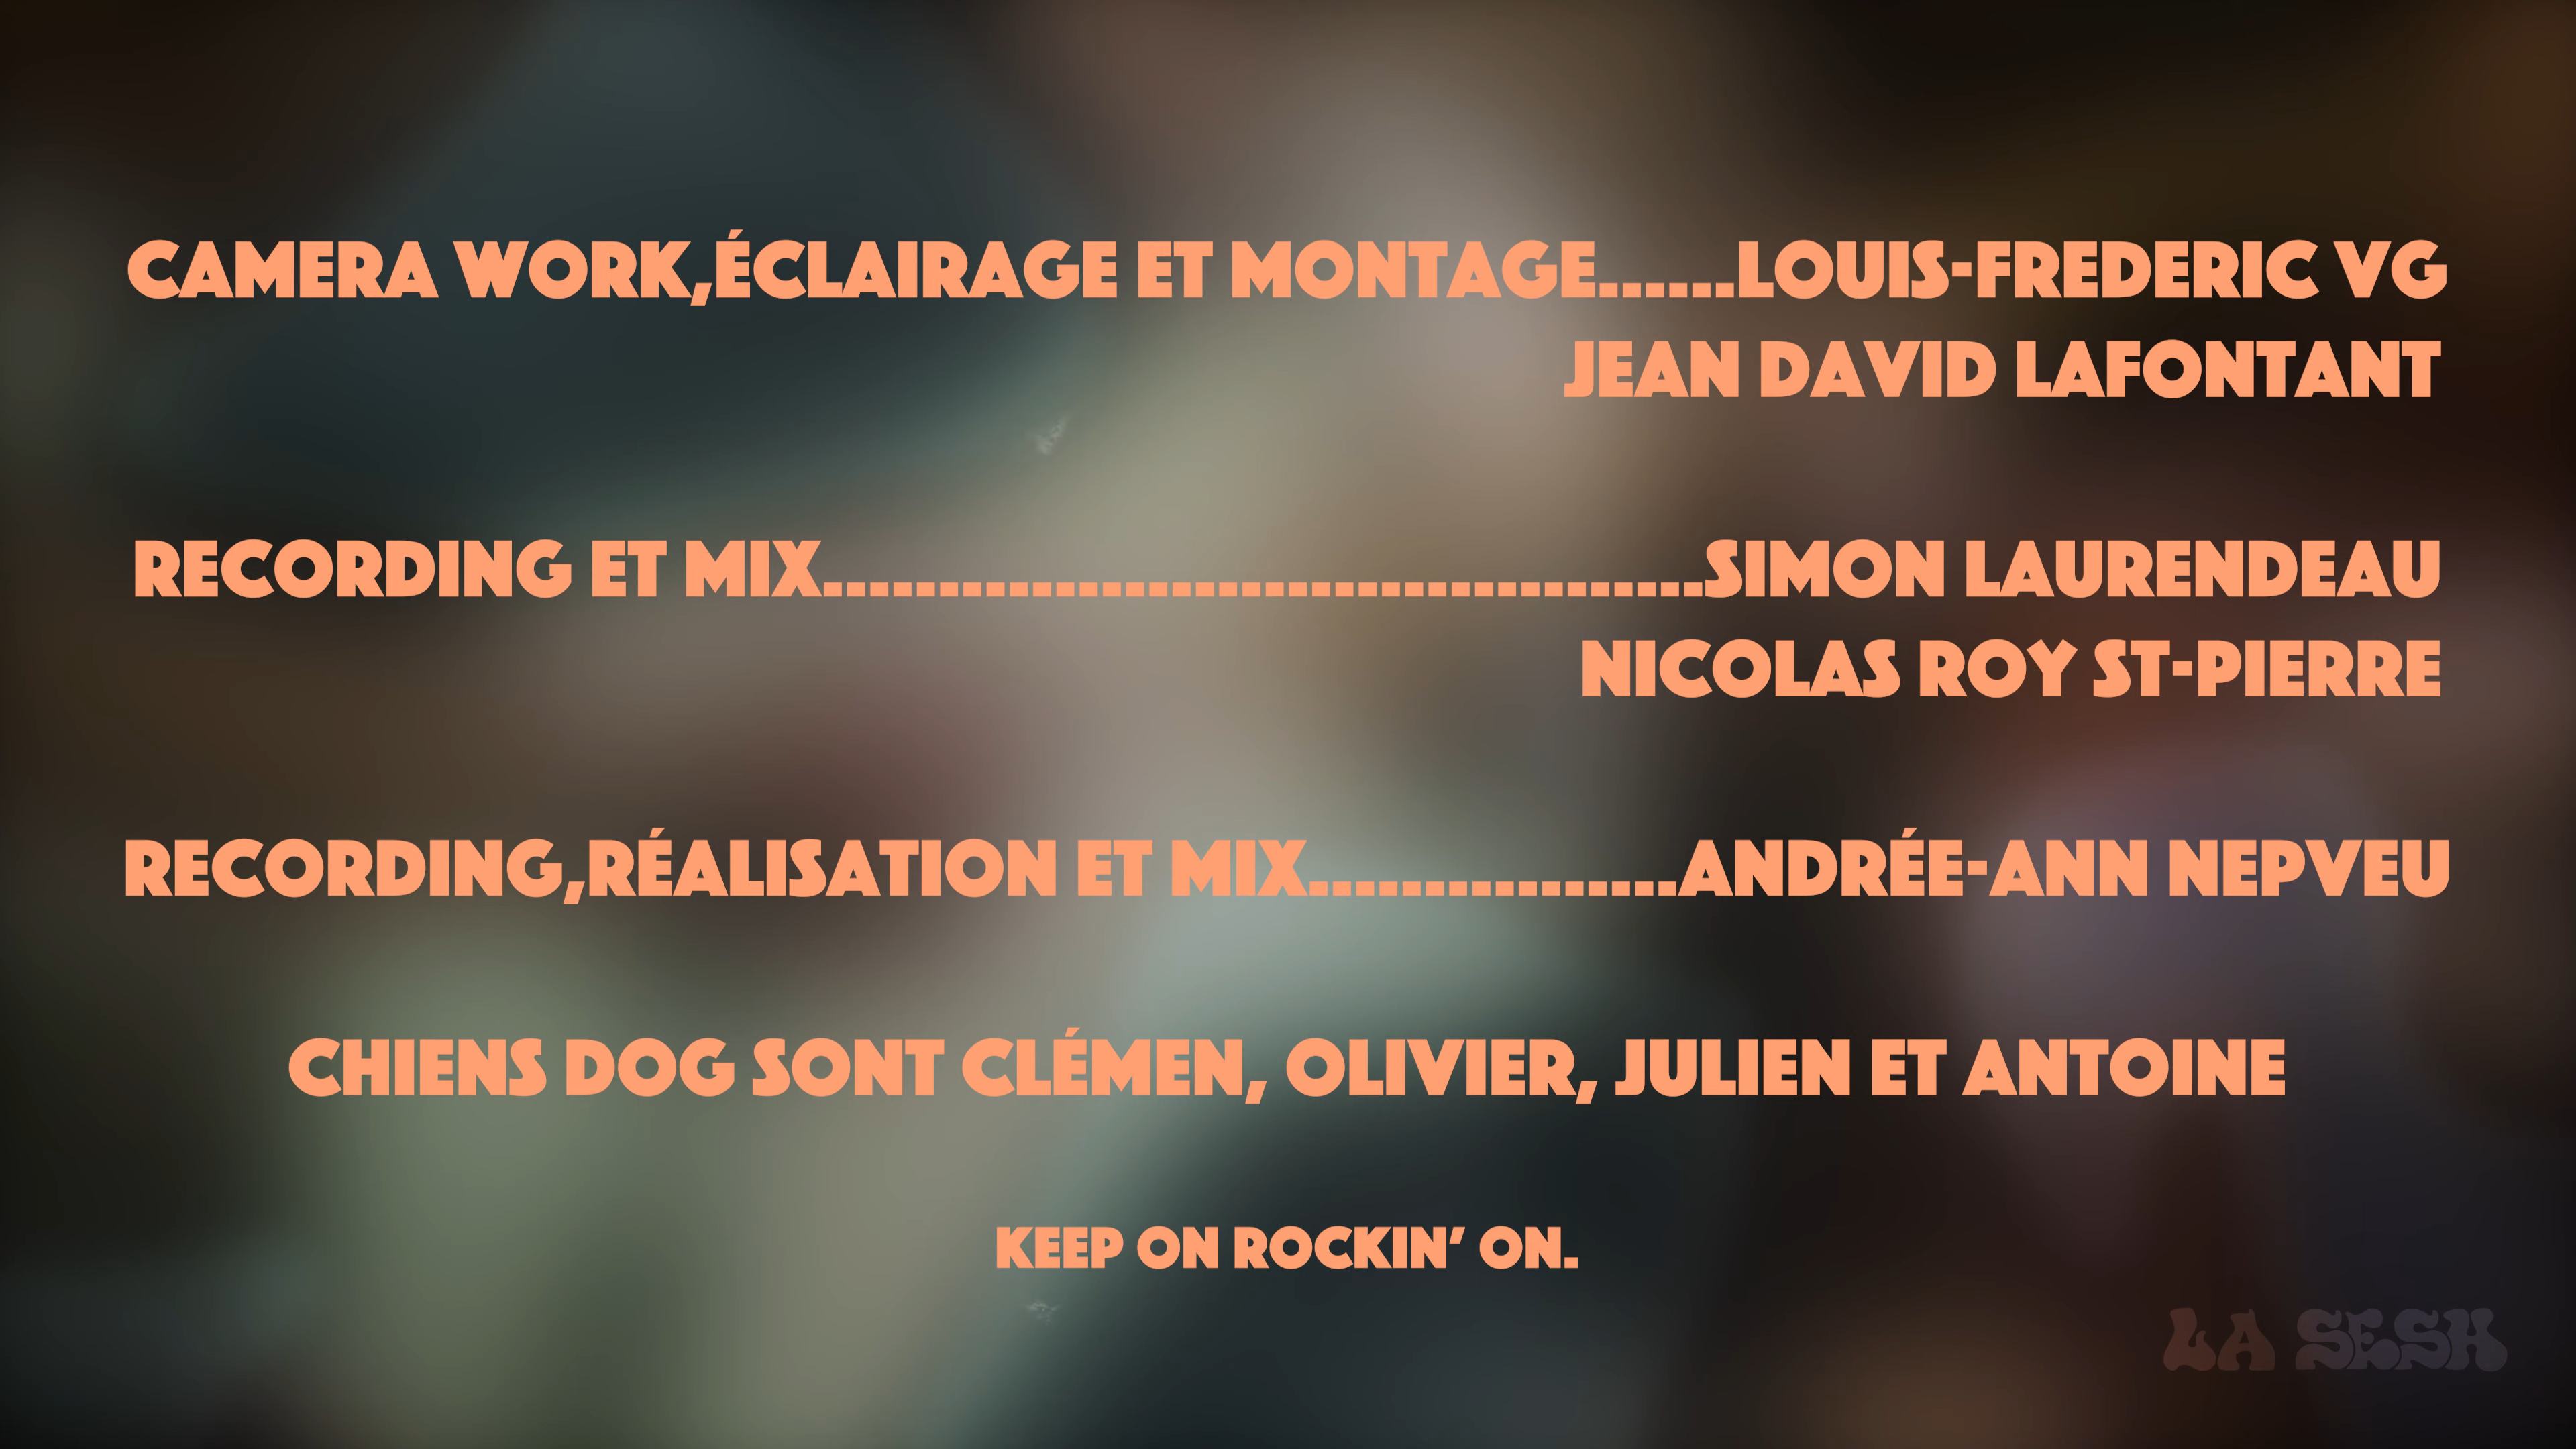 CAMERA WORK,ÉCLAIRAGE ET MONTAGE......LOUIS-FREDERIC VG
JEAN DAVID LAFONTANT
RECORDING ET MIX......................................SIMON LAURENDEAU
NICOLAS ROY ST-PIERRE
RECORDING,RÉALISATION ET MIX................ANDRÉE-ANN NEPVEU
CHIENS DOG SONT CLÉMEN, OLIVIER, JULIEN ET ANTOINE
KEEP ON ROCKIN' ON.
LA SESH